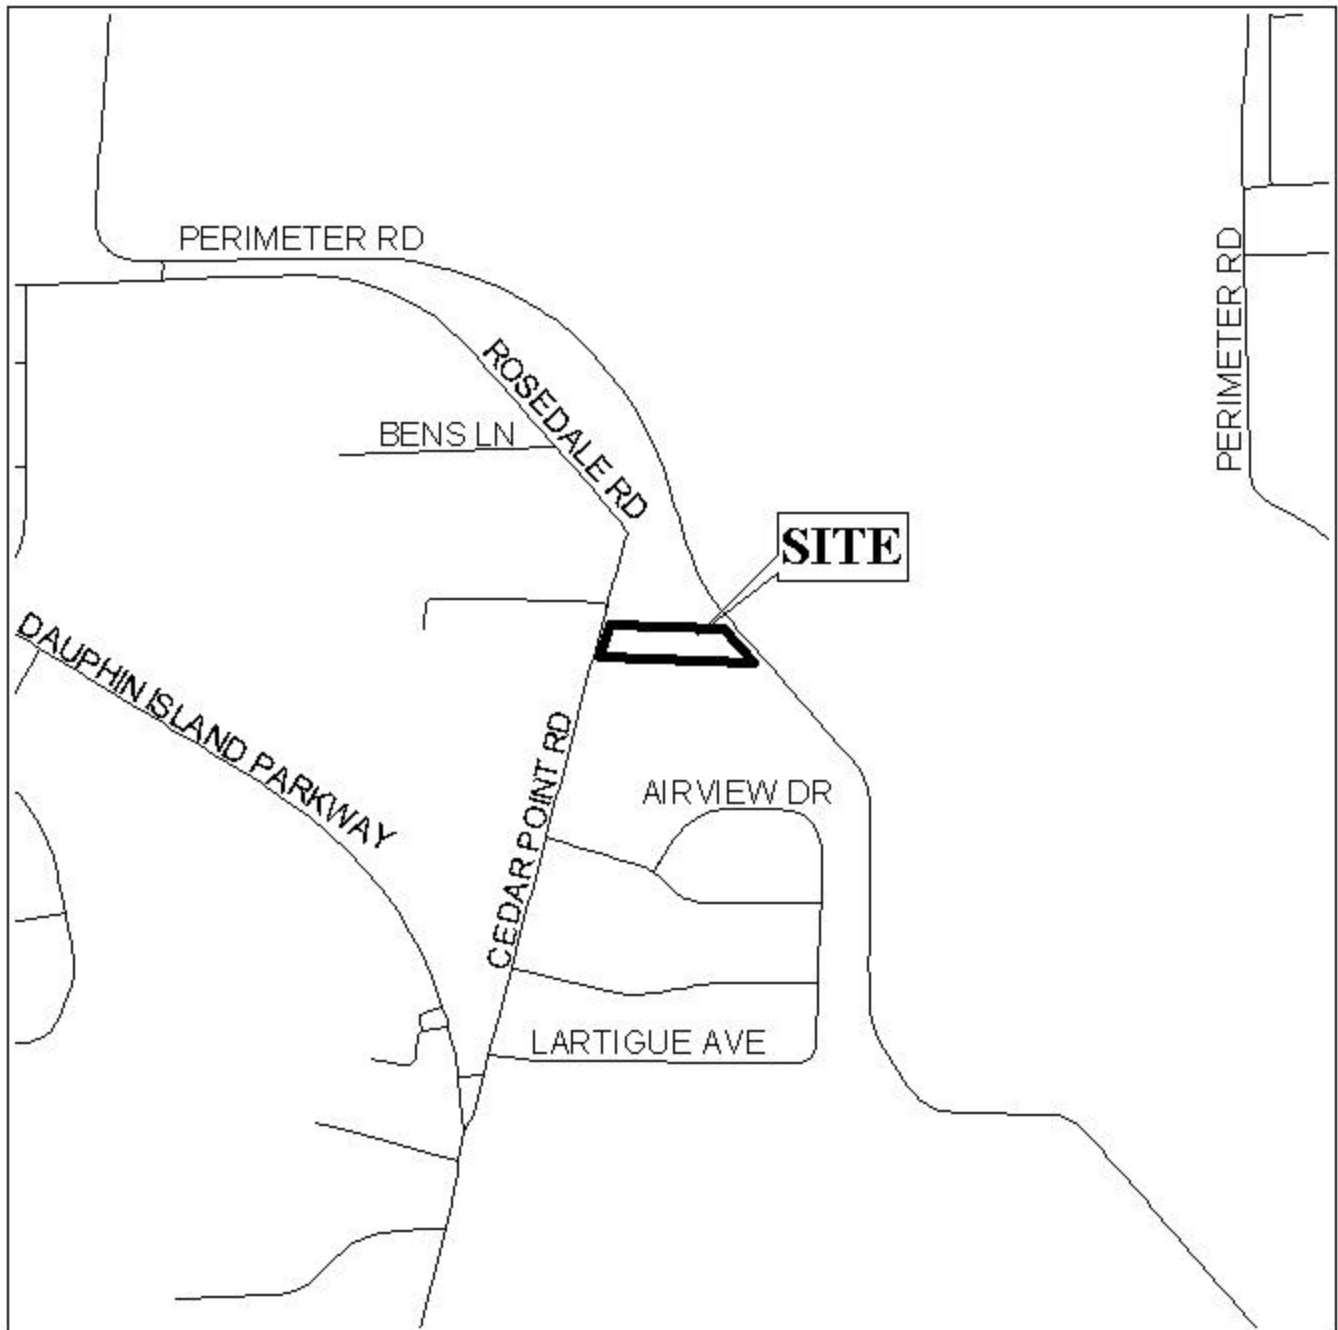 PERIMETER RD
PERIMETER RD
ROSEDALE RD
BENS LN
SITE
DAUPHIN ISLAND PARKWAY
CEDAR POINT RD
AIRVIEW DR
LARTIGUE AVE